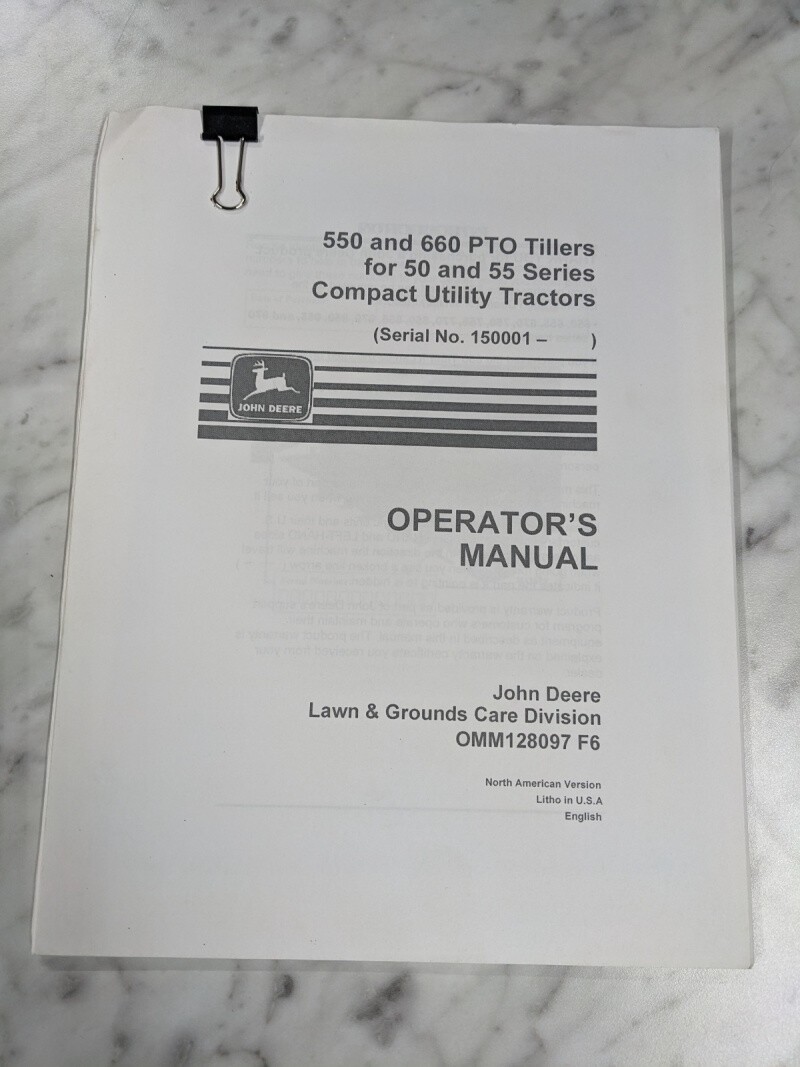 550 and 660 PTO Tillers
for 50 and 55 Series
Compact Utility Tractors
(Serial No. 150001 – )
JOHN DEERE
OPERATOR'S
MANUAL
John Deere
Lawn & Grounds Care Division
OMM128097 F6
North American Version
Litho in U.S.A
English